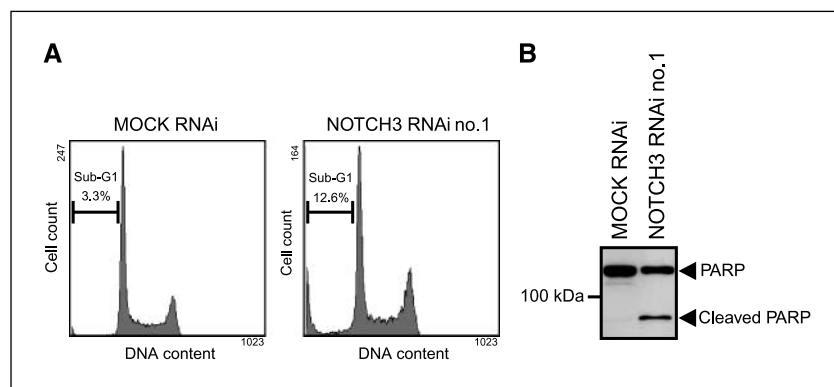 A
MOCK RNAi
247
Sub-G1
3.3%
Cell count
DNA content
1023
NOTCH3 RNAi no.1
164
Sub-G1
12.6%
Cell count
DNA content
1023
B
MOCK RNAi
NOTCH3 RNAi no.1
100 kDa
PARP
Cleaved PARP